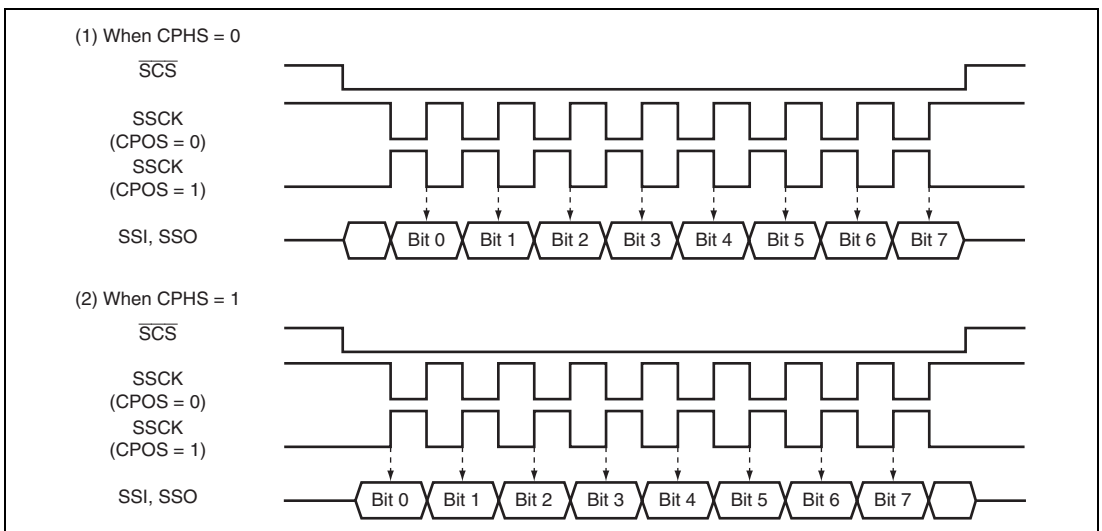 (1) When CPHS = 0
SCS
SSCK
(CPOS = 0)
SSCK
(CPOS = 1)
SSI, SSO
Bit 0 Bit 1 Bit 2 Bit 3 Bit 4 Bit 5 Bit 6 Bit 7
(2) When CPHS = 1
SCS
SSCK
(CPOS = 0)
SSCK
(CPOS = 1)
SSI, SSO
Bit 0 Bit 1 Bit 2 Bit 3 Bit 4 Bit 5 Bit 6 Bit 7